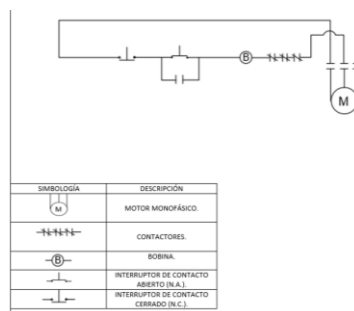 B
M
SIMBOLOGÍA DESCRIPCIÓN
M MOTOR MONOFÁSICO.
CONTACTORES.
B BOBINA.
INTERRUPTOR DE CONTACTO
ABIERTO (N.A.).
INTERRUPTOR DE CONTACTO
CERRADO (N.C.).